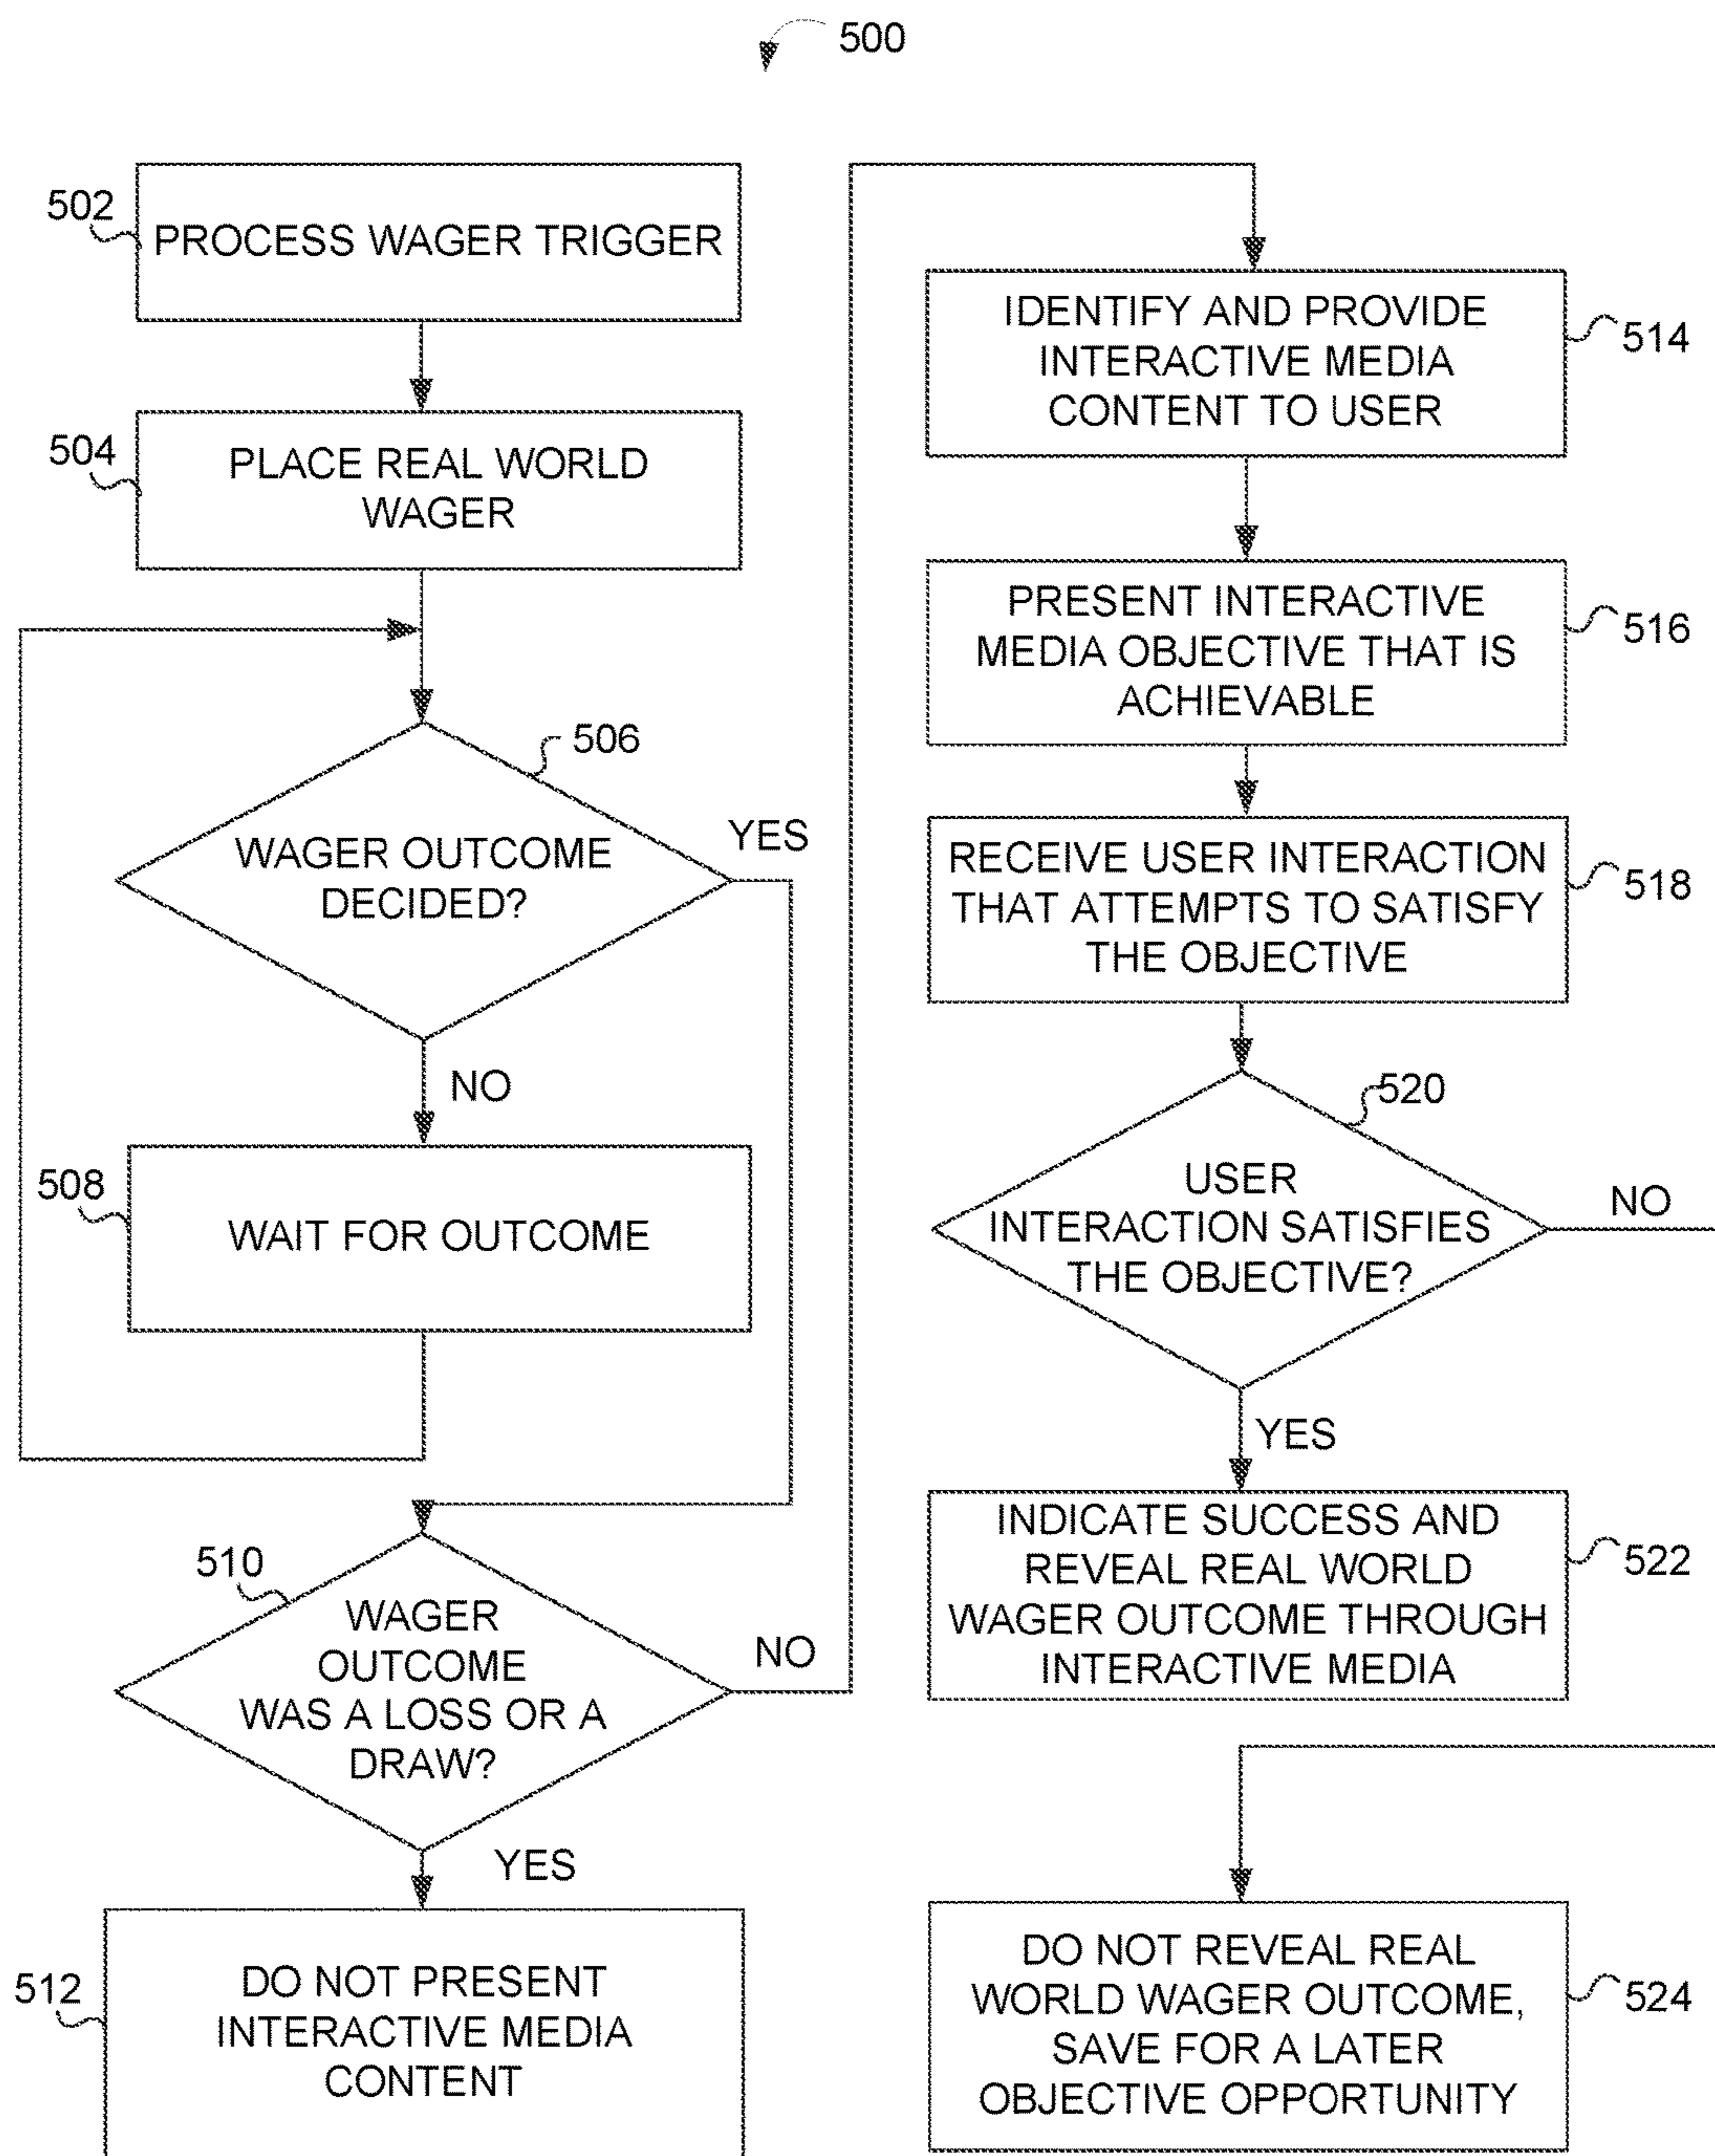 500
502
PROCESS WAGER TRIGGER
504
PLACE REAL WORLD
WAGER
506
WAGER OUTCOME
DECIDED?
YES
NO
508
WAIT FOR OUTCOME
510
WAGER
OUTCOME
WAS A LOSS OR A
DRAW?
NO
YES
512
DO NOT PRESENT
INTERACTIVE MEDIA
CONTENT
IDENTIFY AND PROVIDE
INTERACTIVE MEDIA
CONTENT TO USER
514
PRESENT INTERACTIVE
MEDIA OBJECTIVE THAT IS
ACHIEVABLE
516
RECEIVE USER INTERACTION
THAT ATTEMPTS TO SATISFY
THE OBJECTIVE
518
520
USER
INTERACTION SATISFIES
THE OBJECTIVE?
NO
YES
INDICATE SUCCESS AND
REVEAL REAL WORLD
WAGER OUTCOME THROUGH
INTERACTIVE MEDIA
522
DO NOT REVEAL REAL
WORLD WAGER OUTCOME,
SAVE FOR A LATER
OBJECTIVE OPPORTUNITY
524